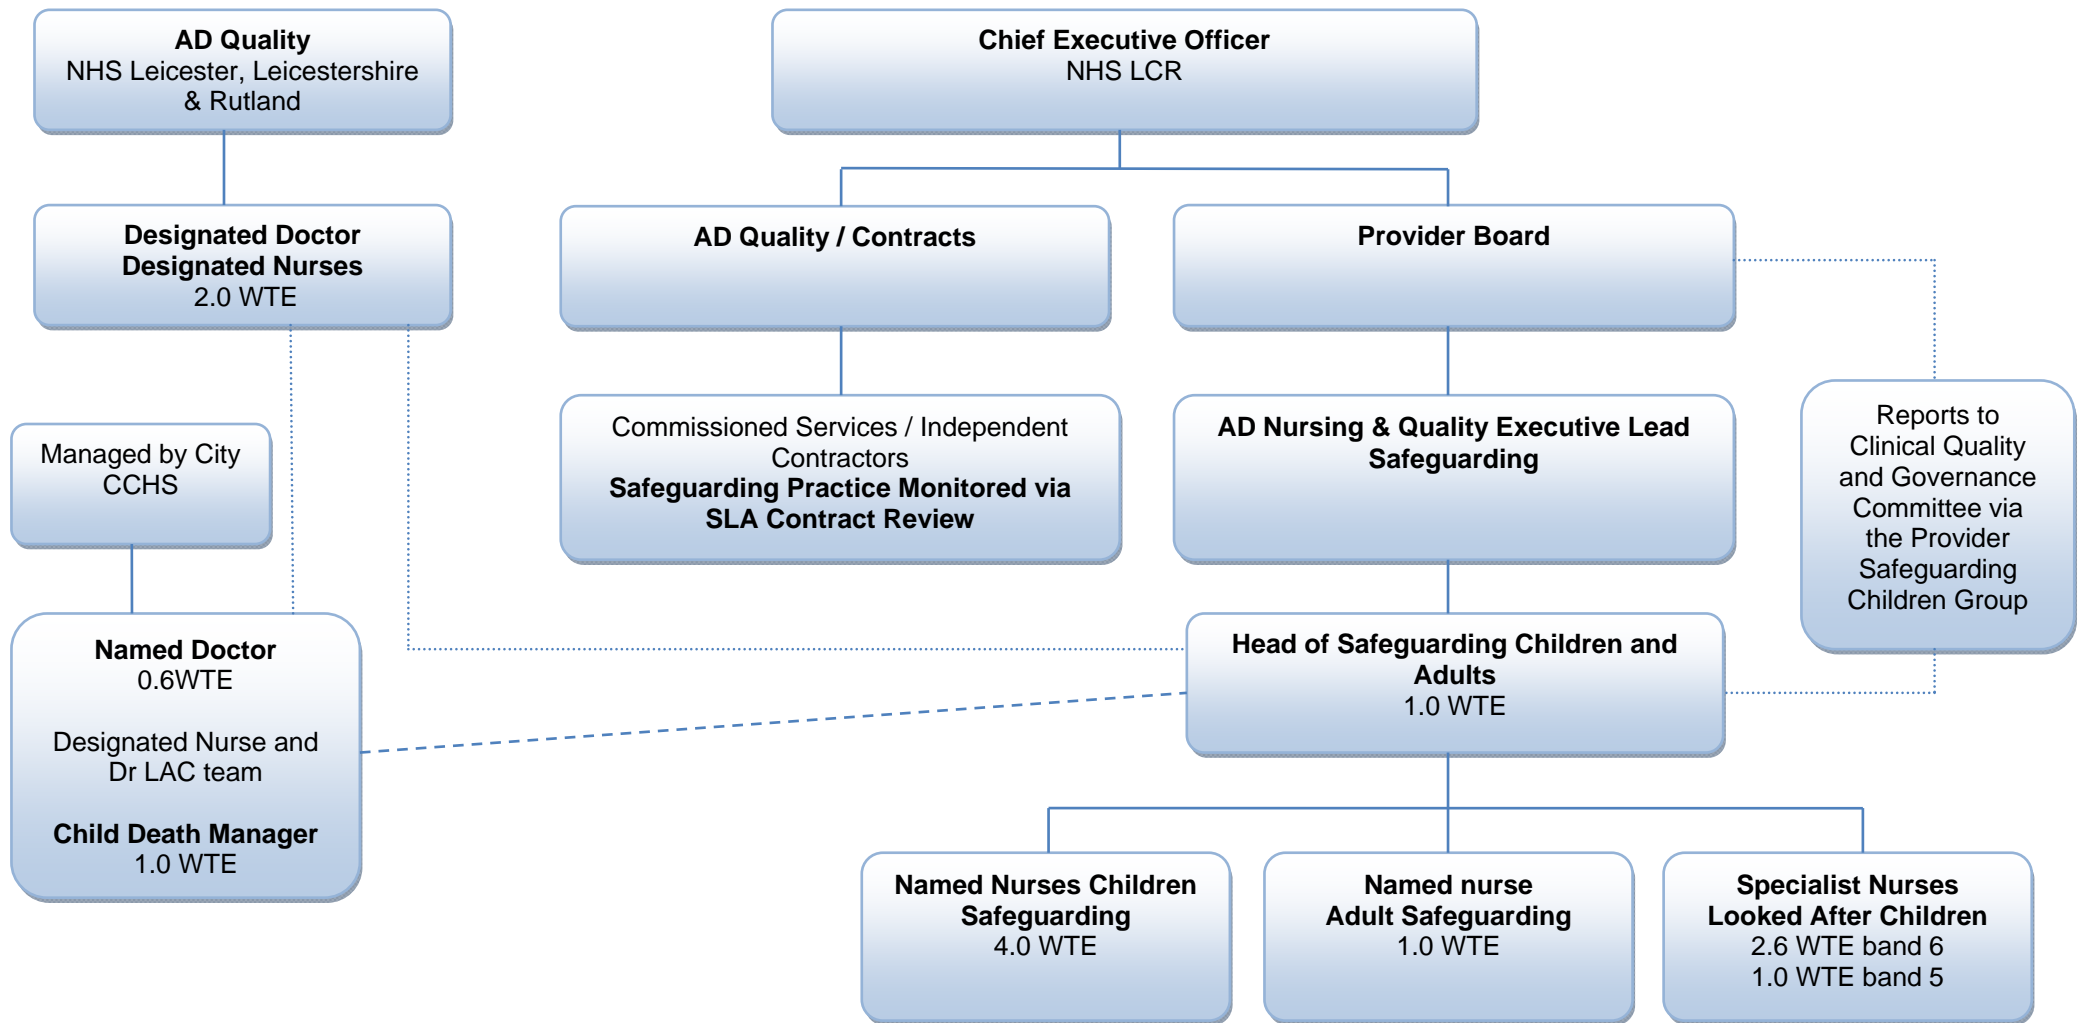 AD Quality
NHS Leicester, Leicestershire
& Rutland
Chief Executive Officer
NHS LCR
Designated Doctor
Designated Nurses
2.0 WTE
AD Quality / Contracts
Provider Board
Managed by City
CCHS
Commissioned Services / Independent
Contractors
Safeguarding Practice Monitored via
SLA Contract Review
AD Nursing & Quality Executive Lead
Safeguarding
Reports to
Clinical Quality
and Governance
Committee via
the Provider
Safeguarding
Children Group
Named Doctor
0.6WTE
Designated Nurse and
Dr LAC team
Child Death Manager
1.0 WTE
Head of Safeguarding Children and
Adults
1.0 WTE
Named Nurses Children
Safeguarding
4.0 WTE
Named nurse
Adult Safeguarding
1.0 WTE
Specialist Nurses
Looked After Children
2.6 WTE band 6
1.0 WTE band 5